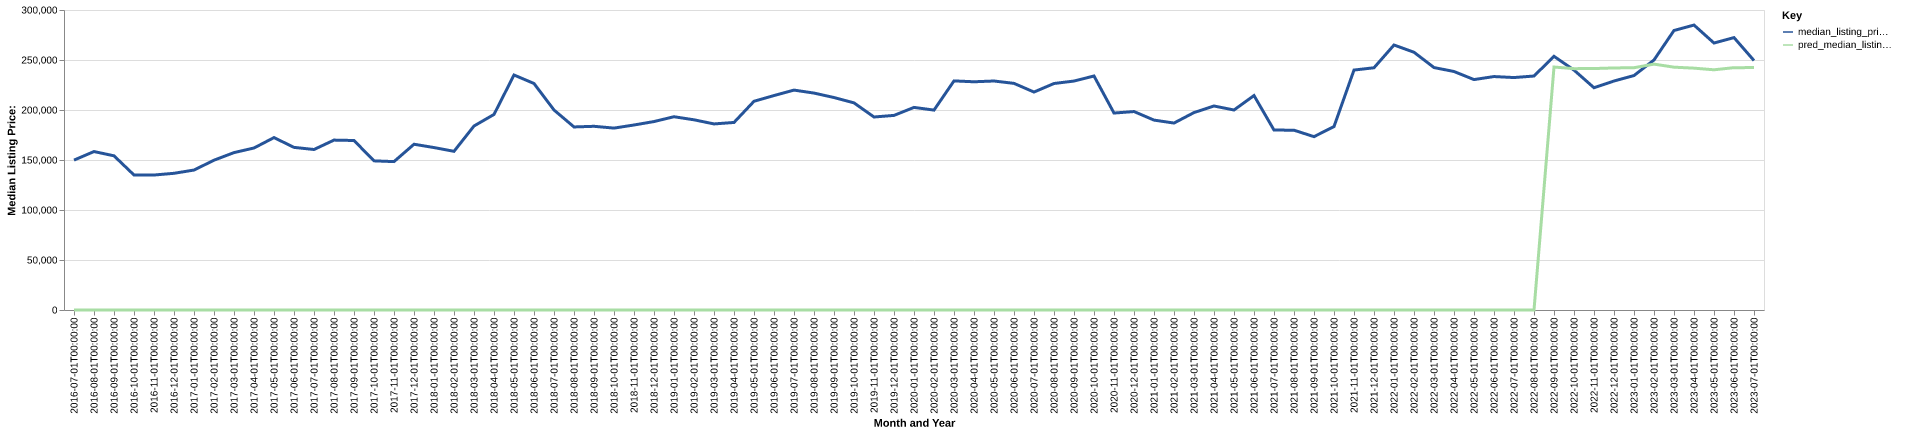 300,000
250,000
200,000
150,000
100,000
50,000
0
Median Listing Price:
2016-07-01T00:00:00
2016-08-01T00:00:00
2016-09-01T00:00:00
2016-10-01T00:00:00
2016-11-01T00:00:00
2016-12-01T00:00:00
2017-01-01T00:00:00
2017-02-01T00:00:00
2017-03-01T00:00:00
2017-04-01T00:00:00
2017-05-01T00:00:00
2017-06-01T00:00:00
2017-07-01T00:00:00
2017-08-01T00:00:00
2017-09-01T00:00:00
2017-10-01T00:00:00
2017-11-01T00:00:00
2017-12-01T00:00:00
2018-01-01T00:00:00
2018-02-01T00:00:00
2018-03-01T00:00:00
2018-04-01T00:00:00
2018-05-01T00:00:00
2018-06-01T00:00:00
2018-07-01T00:00:00
2018-08-01T00:00:00
2018-09-01T00:00:00
2018-10-01T00:00:00
2018-11-01T00:00:00
2018-12-01T00:00:00
2019-01-01T00:00:00
2019-02-01T00:00:00
2019-03-01T00:00:00
2019-04-01T00:00:00
2019-05-01T00:00:00
2019-06-01T00:00:00
2019-07-01T00:00:00
2019-08-01T00:00:00
2019-09-01T00:00:00
2019-10-01T00:00:00
2019-11-01T00:00:00
2019-12-01T00:00:00
2020-01-01T00:00:00
2020-02-01T00:00:00
2020-03-01T00:00:00
2020-04-01T00:00:00
2020-05-01T00:00:00
2020-06-01T00:00:00
2020-07-01T00:00:00
2020-08-01T00:00:00
2020-09-01T00:00:00
2020-10-01T00:00:00
2020-11-01T00:00:00
2020-12-01T00:00:00
2021-01-01T00:00:00
2021-02-01T00:00:00
2021-03-01T00:00:00
2021-04-01T00:00:00
2021-05-01T00:00:00
2021-06-01T00:00:00
2021-07-01T00:00:00
2021-08-01T00:00:00
2021-09-01T00:00:00
2021-10-01T00:00:00
2021-11-01T00:00:00
2021-12-01T00:00:00
2022-01-01T00:00:00
2022-02-01T00:00:00
2022-03-01T00:00:00
2022-04-01T00:00:00
2022-05-01T00:00:00
2022-06-01T00:00:00
2022-07-01T00:00:00
2022-08-01T00:00:00
2022-09-01T00:00:00
2022-10-01T00:00:00
2022-11-01T00:00:00
2022-12-01T00:00:00
2023-01-01T00:00:00
2023-02-01T00:00:00
2023-03-01T00:00:00
2023-04-01T00:00:00
2023-05-01T00:00:00
2023-06-01T00:00:00
2023-07-01T00:00:00
Month and Year
Key
median_listing_pri…
pred_median_listin…